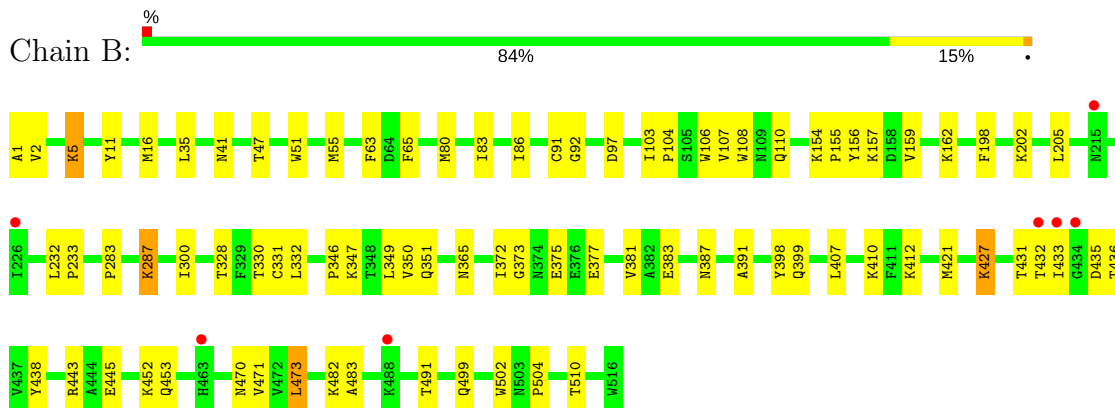 %
Chain B:
84% 15% •
A1 V2 K5 Y11 M16 L35 N41 T47 W51 M55 F63 D64 F65 M80 I83 I86 C91 G92 D97 I103 P104 S105 W106 V107 W108 N109 Q110 K154 P155 Y156 K157 D158 V159 K162 F198 K202 L205 N215
I226 L232 P233 P283 K287 I300 T328 F329 T330 C331 L332 P346 K347 T348 L349 V350 Q351 N365 I372 G373 N374 E375 E376 E377 V381 A382 E383 N387 A391 Y398 Q399 L407 K410 F411 K412 M421 K427 T431 T432 I433 G434 D435 T436
V437 Y438 R443 A444 E445 K452 Q453 H463 N470 V471 V472 L473 K482 A483 K488 T491 Q499 W502 N503 P504 T510 W516